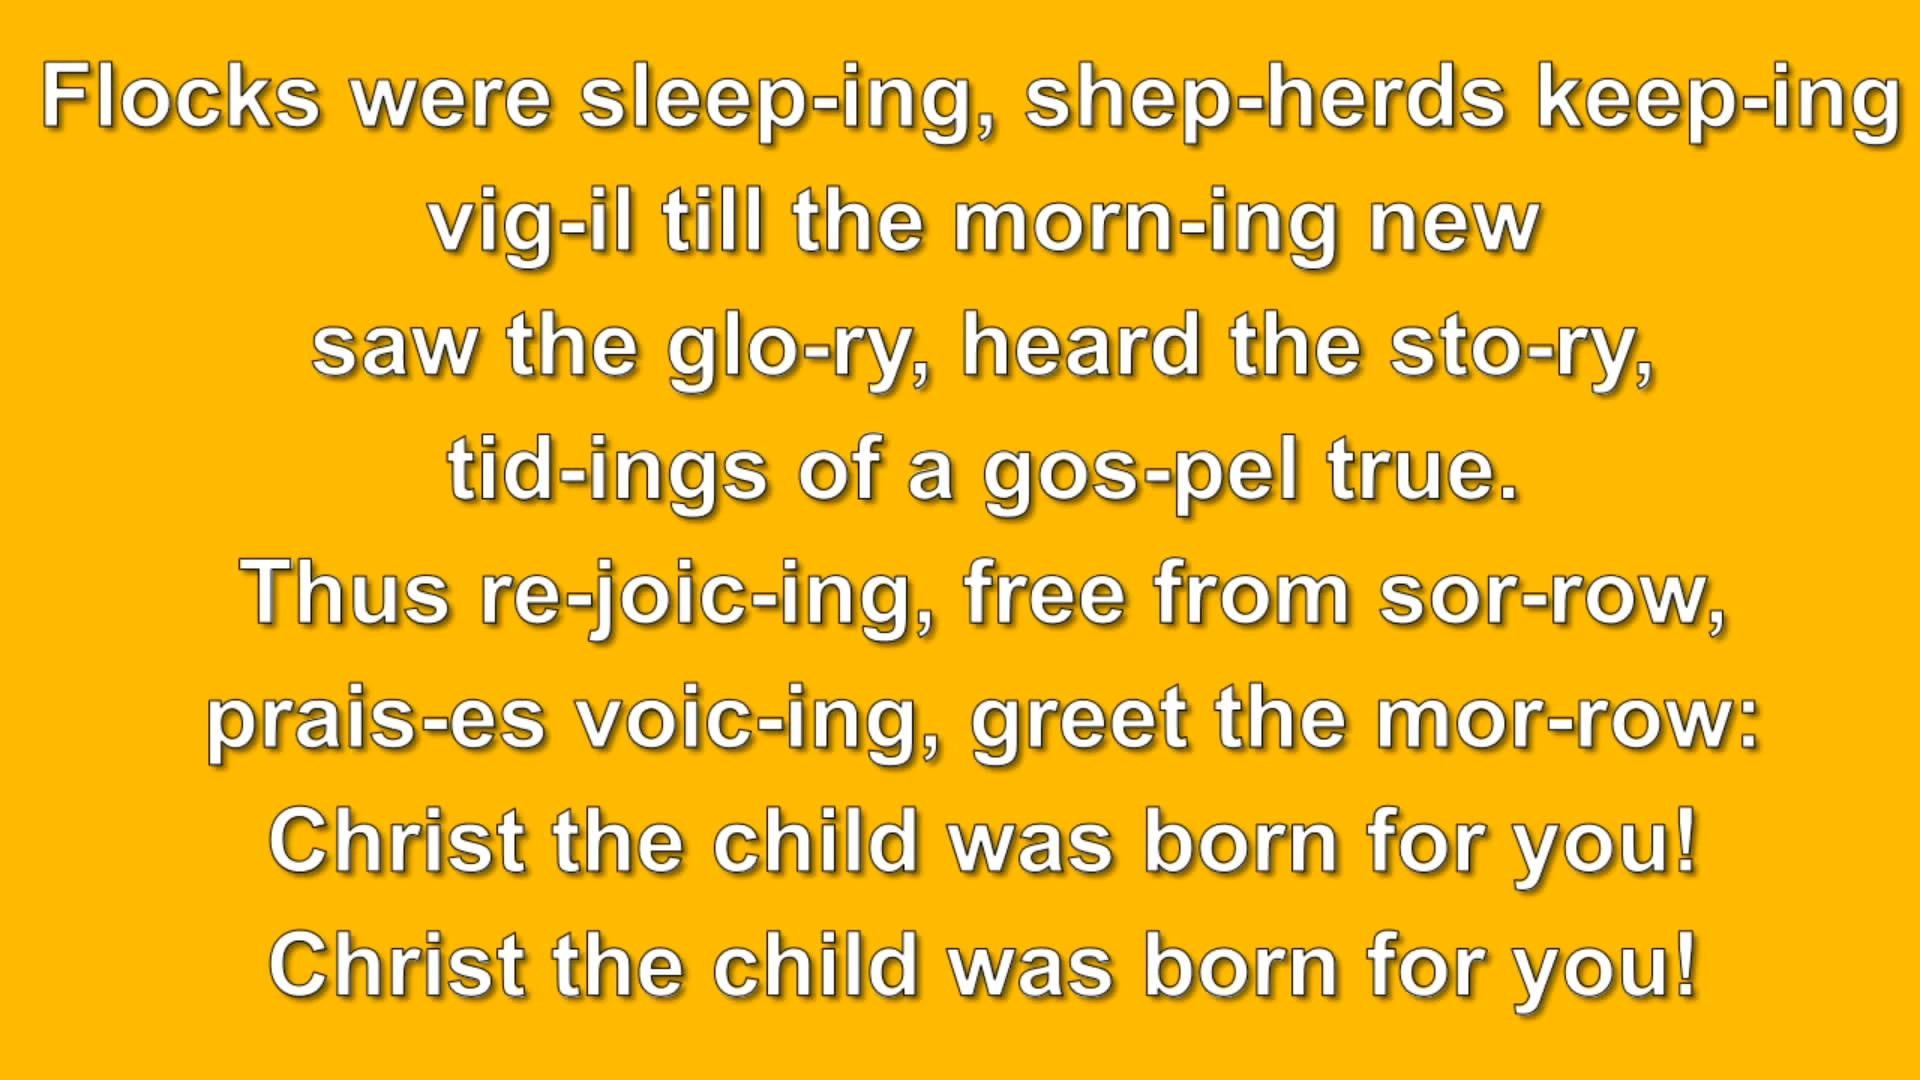 Flocks were sleep-ing, shep-herds keep-ing
vig-il till the morn-ing new
saw the glo-ry, heard the sto-ry,
tid-ings of a gos-pel true.
Thus re-joic-ing, free from sor-row,
prais-es voic-ing, greet the mor-row:
Christ the child was born for you!
Christ the child was born for you!